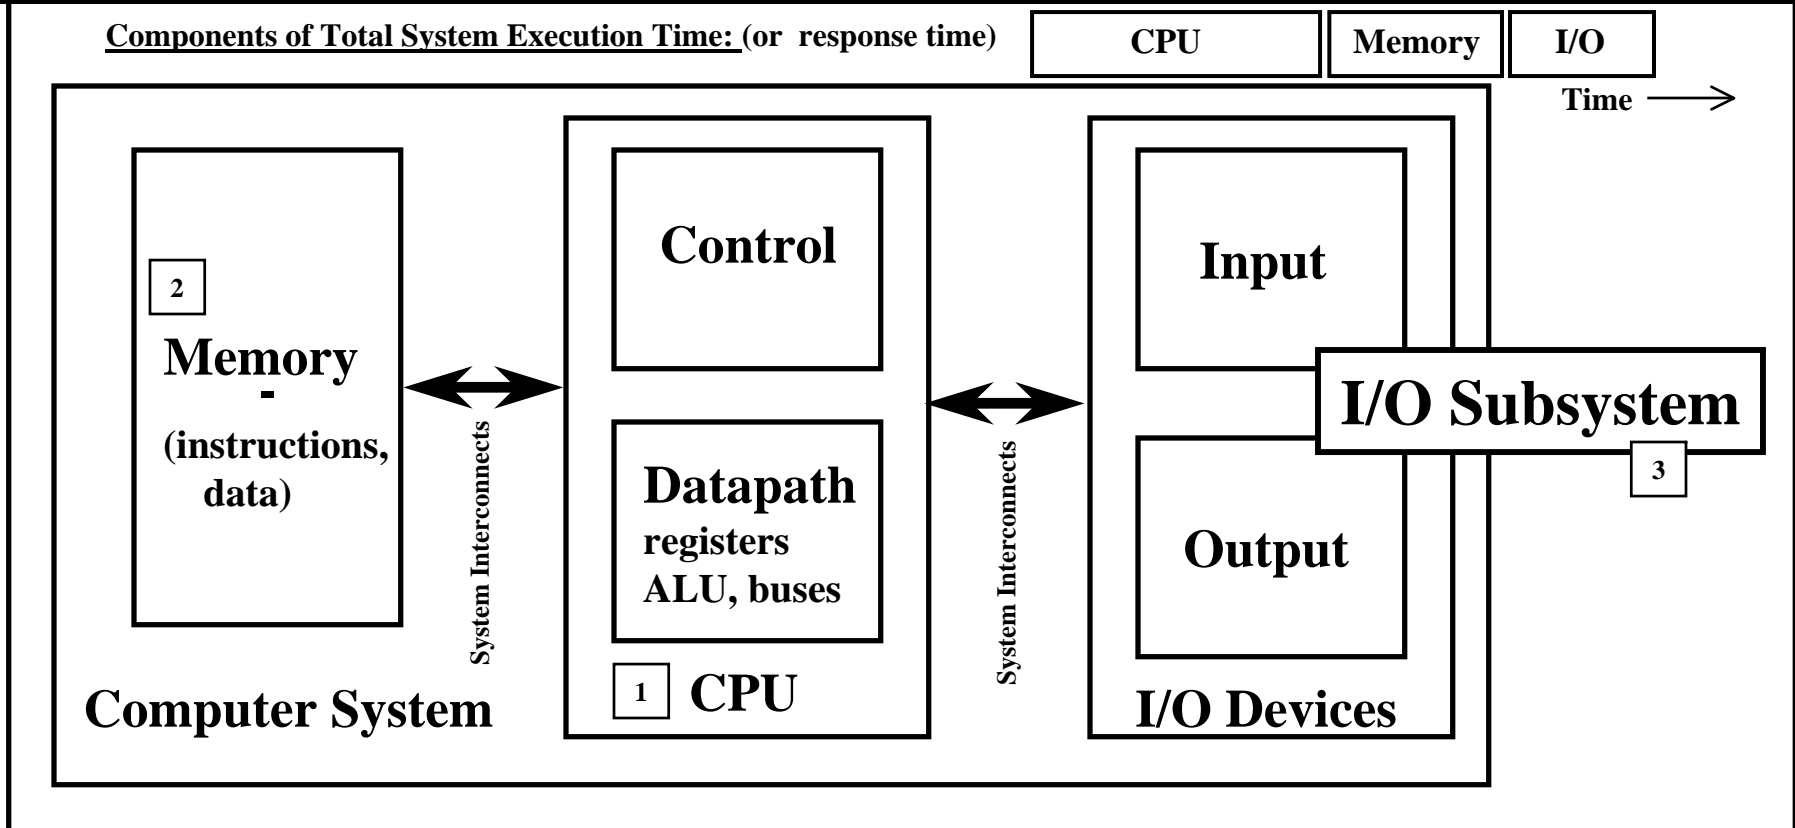 Components of Total System Execution Time: (or response time)
CPU
Memory
I/O
Time
2
Memory
-
(instructions,
data)
System Interconnects
Control
Datapath
registers
ALU, buses
1
CPU
System Interconnects
Input
I/O Subsystem
3
Output
I/O Devices
Computer System